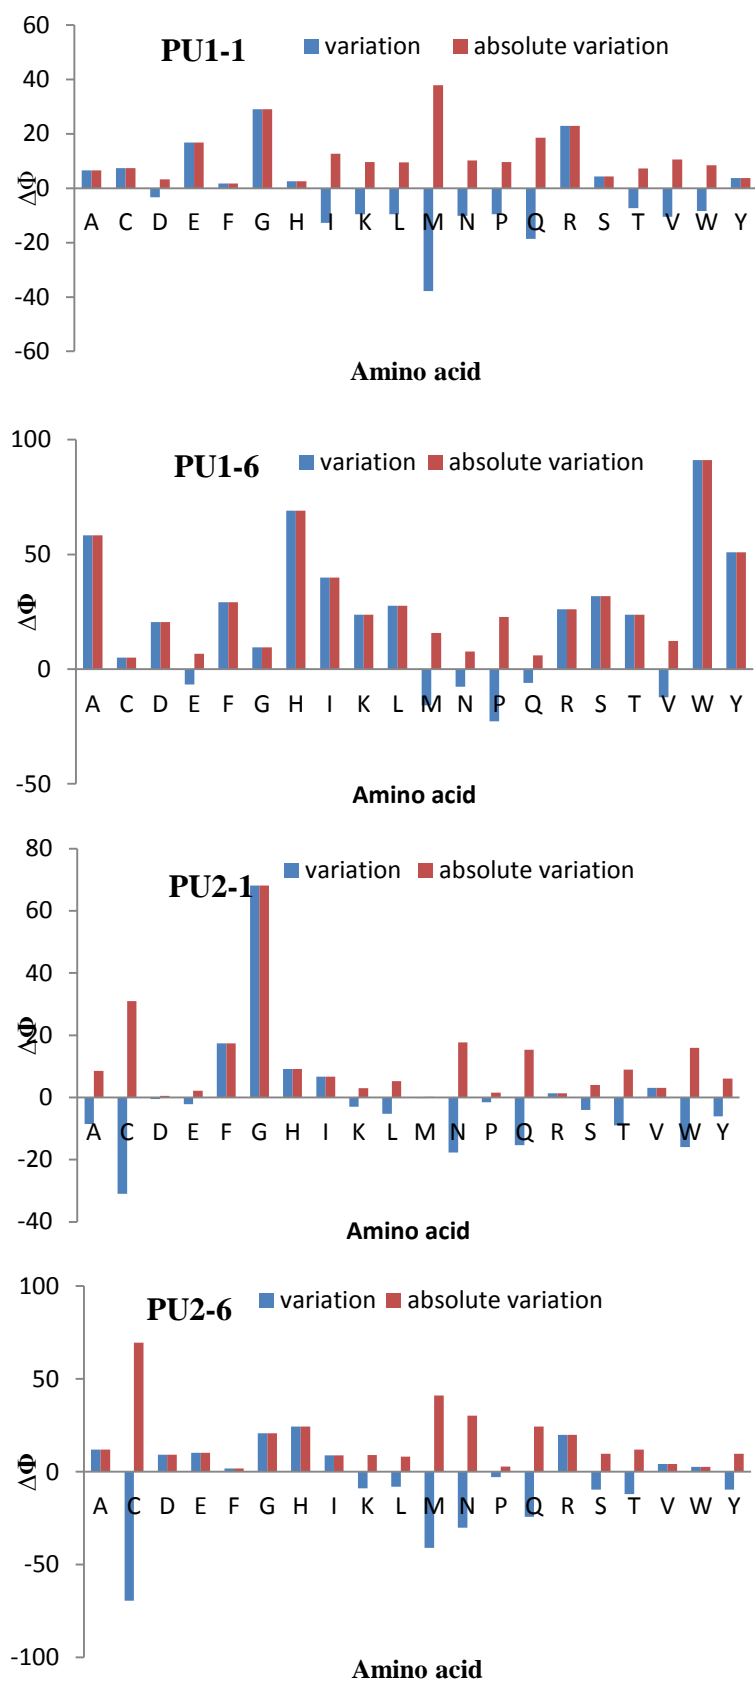 60
PU1-1 variation absolute variation
40
20
0
-20
-40
-60
ΔΦ
A C D E F G H I K L M N P Q R S T V W Y
Amino acid
100
PU1-6 variation absolute variation
50
0
-50
ΔΦ
A C D E F G H I K L M N P Q R S T V W Y
Amino acid
80
PU2-1 variation absolute variation
60
40
20
0
-20
-40
ΔΦ
A C D E F G H I K L M N P Q R S T V W Y
Amino acid
100
PU2-6 variation absolute variation
50
0
-50
-100
ΔΦ
A C D E F G H I K L M N P Q R S T V W Y
Amino acid